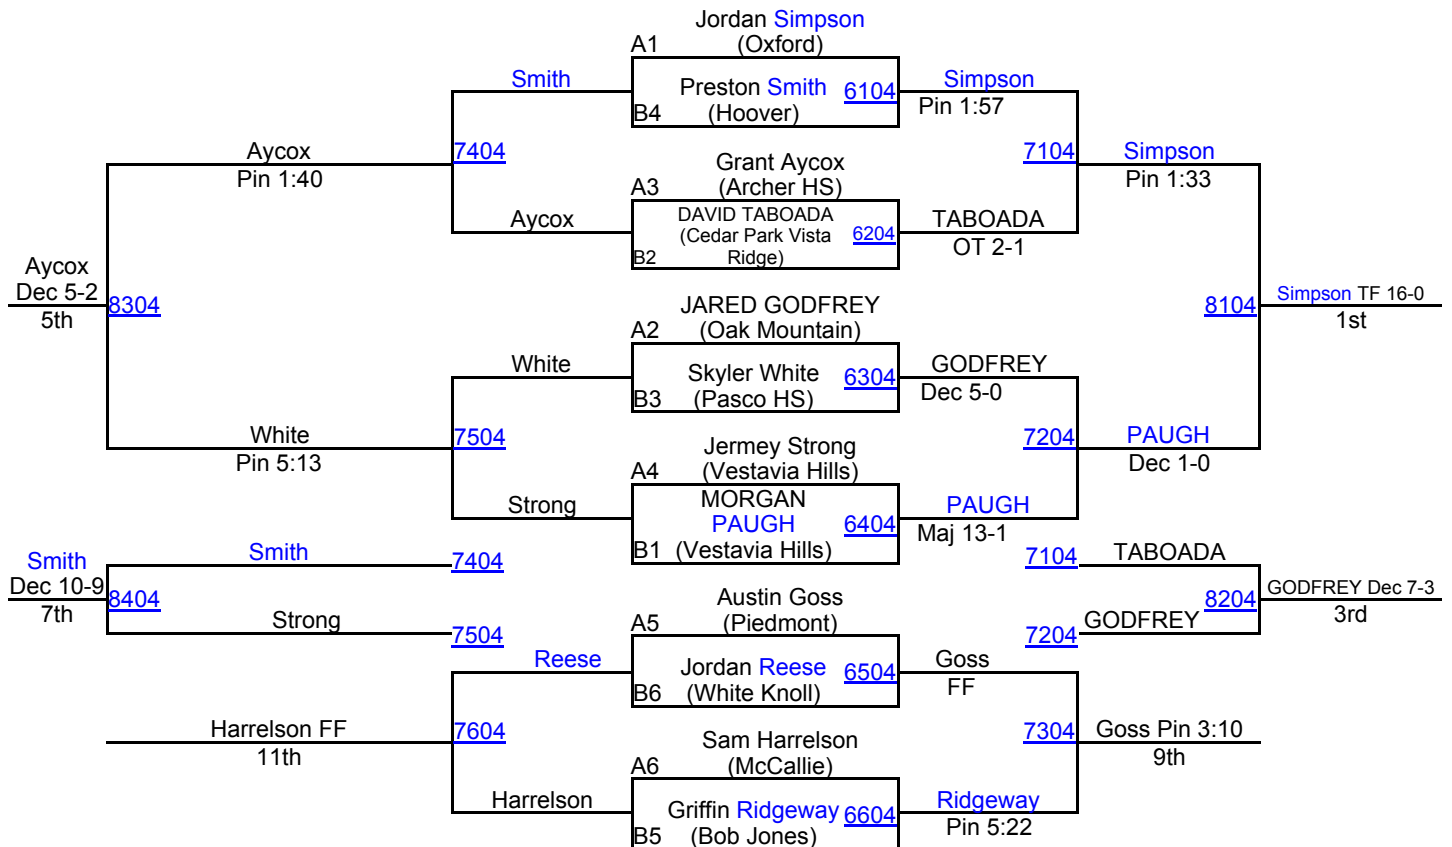 Jordan Simpson
(Oxford)
A1
Smith
Preston Smith
6104
Simpson
B4
(Hoover)
Pin 1:57
Aycox
7404
7104
Simpson
Pin 1:40
Grant Aycox
(Archer HS)
Pin 1:33
A3
Aycox
DAVID TABOADA
(Cedar Park Vista
Ridge)
6204
TABOADA
B2
OT 2-1
Aycox
Dec 5-2
8304
5th
JARED GODFREY
(Oak Mountain)
8104
Simpson TF 16-0
1st
A2
White
Skyler White
6304
GODFREY
B3
(Pasco HS)
Dec 5-0
White
7504
7204
PAUGH
Pin 5:13
Jermey Strong
(Vestavia Hills)
Dec 1-0
A4
Strong
MORGAN
PAUGH
6404
PAUGH
B1
(Vestavia Hills)
Maj 13-1
Smith
Smith
7404
7104
TABOADA
Dec 10-9
8404
7th
Austin Goss
(Piedmont)
8204
GODFREY Dec 7-3
3rd
Strong
7504
7204
GODFREY
A5
Reese
Jordan Reese
6504
Goss
B6
(White Knoll)
FF
Harrelson FF
7604
7304
Goss Pin 3:10
11th
Sam Harrelson
(McCallie)
9th
A6
Harrelson
Griffin Ridgeway
6604
Ridgeway
B5
(Bob Jones)
Pin 5:22